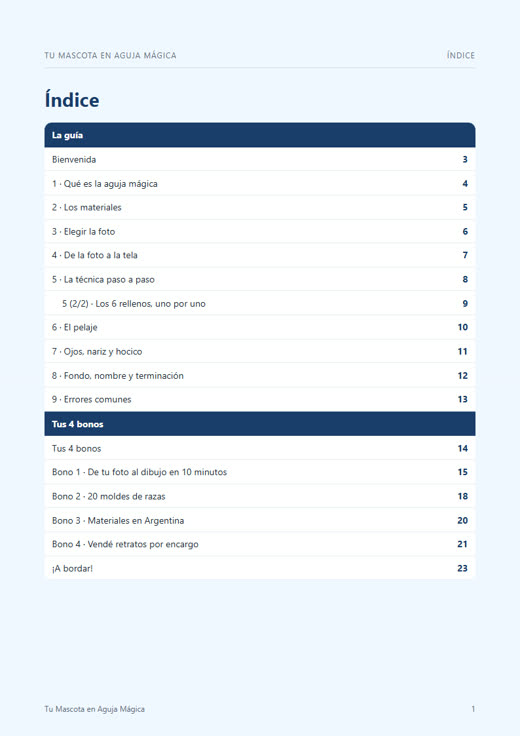 TU MASCOTA EN AGUJA MÁGICA ÍNDICE
Índice
La guía
Bienvenida 3
1 · Qué es la aguja mágica 4
2 · Los materiales 5
3 · Elegir la foto 6
4 · De la foto a la tela 7
5 · La técnica paso a paso 8
5 (2/2) · Los 6 rellenos, uno por uno 9
6 · El pelaje 10
7 · Ojos, nariz y hocico 11
8 · Fondo, nombre y terminación 12
9 · Errores comunes 13
Tus 4 bonos
Tus 4 bonos 14
Bono 1 · De tu foto al dibujo en 10 minutos 15
Bono 2 · 20 moldes de razas 18
Bono 3 · Materiales en Argentina 20
Bono 4 · Vendé retratos por encargo 21
¡A bordar! 23
Tu Mascota en Aguja Mágica 1